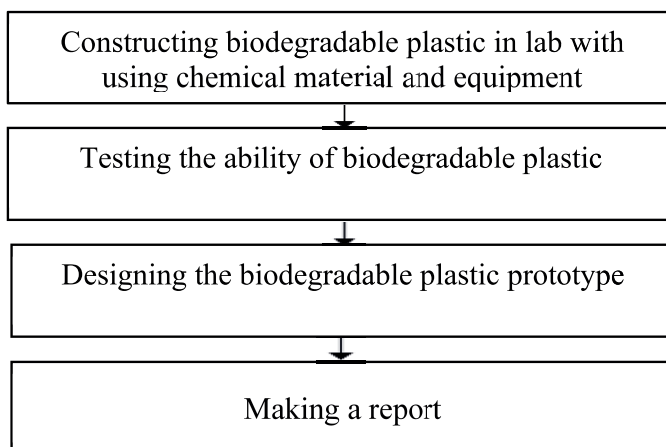 Constructing biodegradable plastic in lab with
using chemical material and equipment
Testing the ability of biodegradable plastic
Designing the biodegradable plastic prototype
Making a report